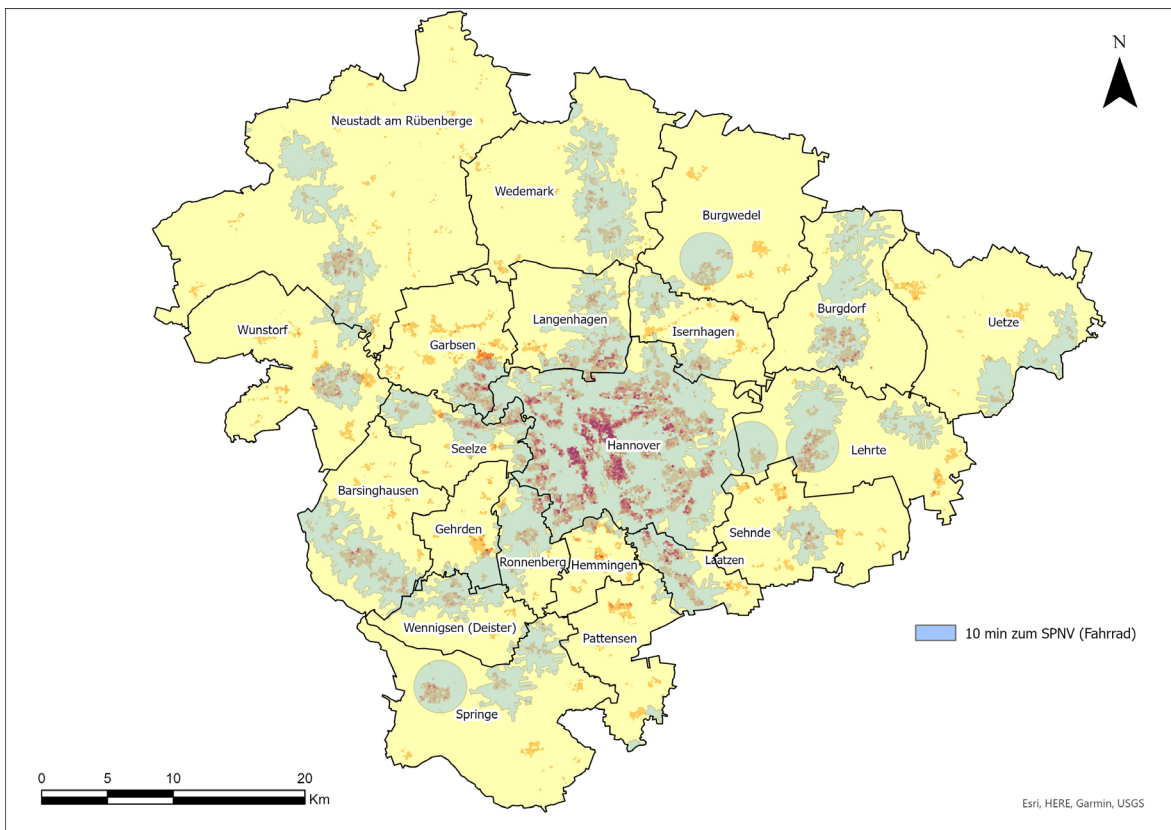 N
Neustadt am Rübenberge
Wedemark
Burgwedel
Langenhagen
Burgdorf
Uetze
Wunstorf
Isernhagen
Garbsen
Hannover
Seelze
Lehrte
Barsinghausen
Gehrden
Sehnde
Ronnenberg
Hemmingen
Laatzen
Wennigsen (Deister)
Pattensen
10 min zum SPNV (Fahrrad)
Springe
0 5 10 20
Km
Esri, HERE, Garmin, USGS